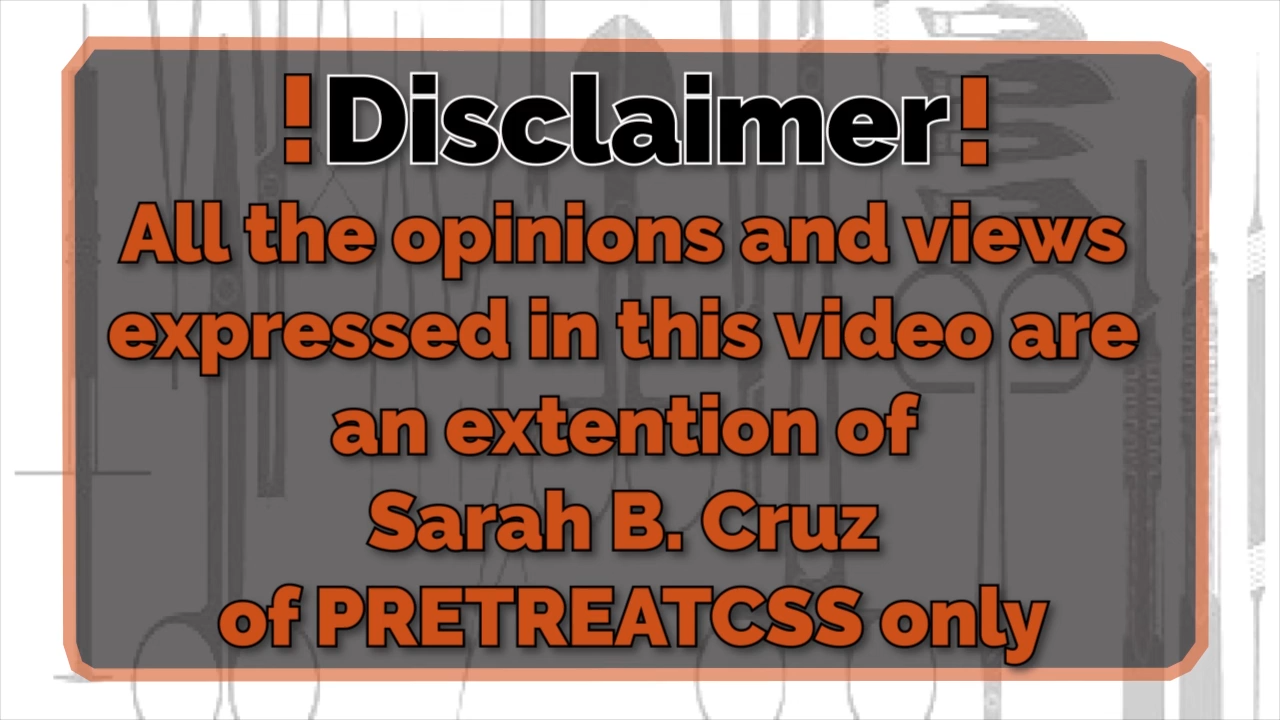 !Disclaimer!
All the opinions and views
expressed in this video are
an extention of
Sarah B. Cruz
of PRETREATCSS only